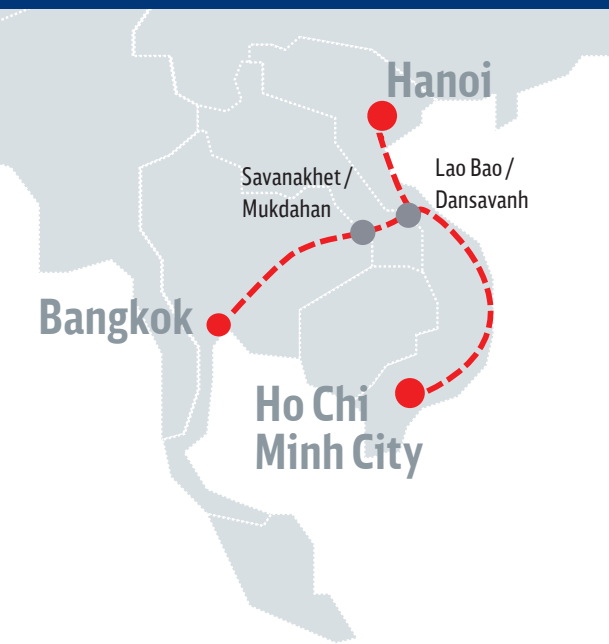 Hanoi
Savanakhet /
Mukdahan
Lao Bao /
Dansavanh
Bangkok
Ho Chi
Minh City